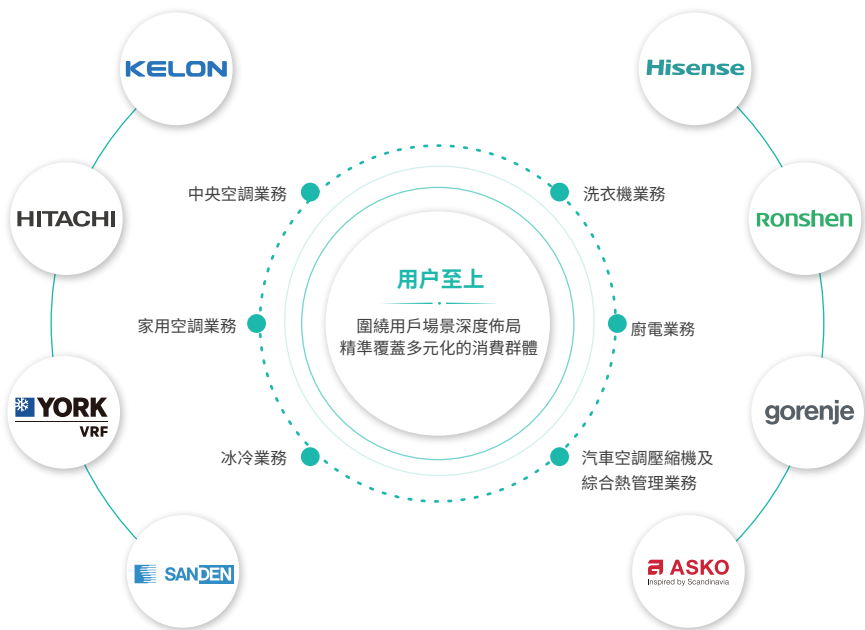 KELON
Hisense
HITACHI
Ronshen
中央空調業務
洗衣機業務
用户至上
圍繞用戶場景深度佈局
精準覆蓋多元化的消費群體
家用空調業務
廚電業務
YORK
VRF
gorenje
冰冷業務
汽車空調壓縮機及
綜合熱管理業務
SANDEN
ASKO
Inspired by Scandinavia